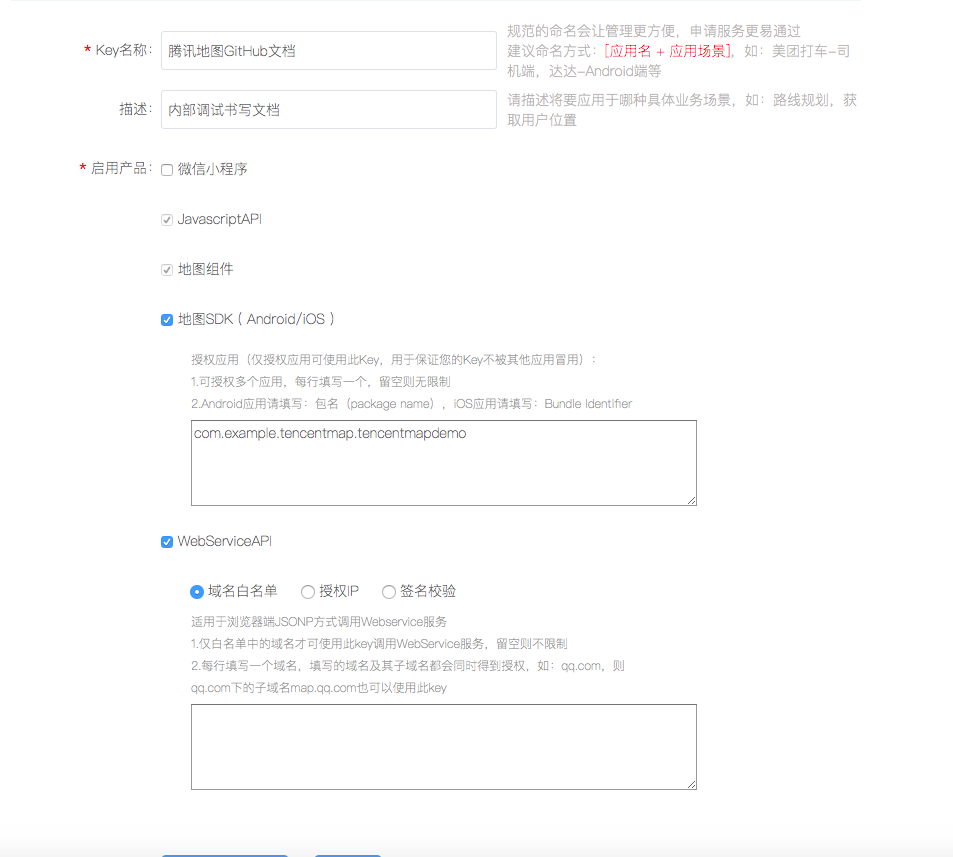 * Key名称：
腾讯地图GitHub文档
规范的命名会让管理更方便，申请服务更易通过
建议命名方式：[应用名 + 应用场景]，如：美团打车-司
机端，达达-Android端等
描述：
内部调试书写文档
请描述将要应用于哪种具体业务场景，如：路线规划，获
取用户位置
* 启用产品：
微信小程序
JavascriptAPI
地图组件
地图SDK（Android/iOS）
授权应用（仅授权应用可使用此Key，用于保证您的Key不被其他应用冒用）：
1.可授权多个应用，每行填写一个，留空则无限制
2.Android应用请填写：包名（package name），iOS应用请填写：Bundle Identifier
com.example.tencentmap.tencentmapdemo
WebServiceAPI
域名白名单 授权IP 签名校验
适用于浏览器端JSONP方式调用Webservice服务
1.仅白名单中的域名才可使用此key调用WebService服务，留空则不限制
2.每行填写一个域名，填写的域名及其子域名都会同时得到授权，如：qq.com，则
qq.com下的子域名map.qq.com也可以使用此key